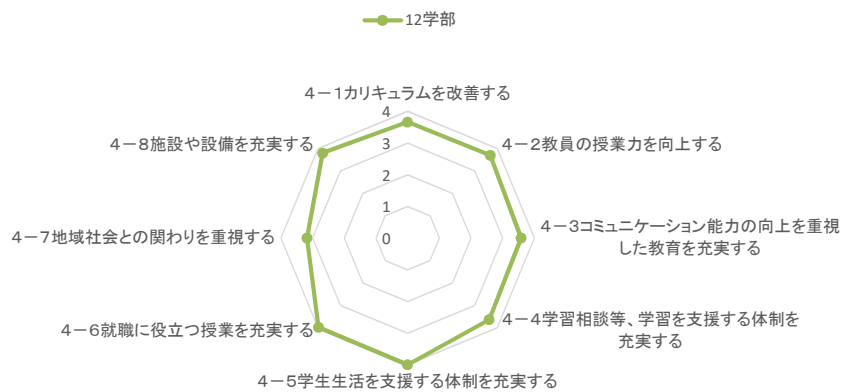 12学部
4－1カリキュラムを改善する
4－2教員の授業力を向上する
4－3コミュニケーション能力の向上を重視
した教育を充実する
4－4学習相談等、学習を支援する体制を
充実する
4－5学生生活を支援する体制を充実する
4－6就職に役立つ授業を充実する
4－7地域社会との関わりを重視する
4－8施設や設備を充実する
4
3
2
1
0